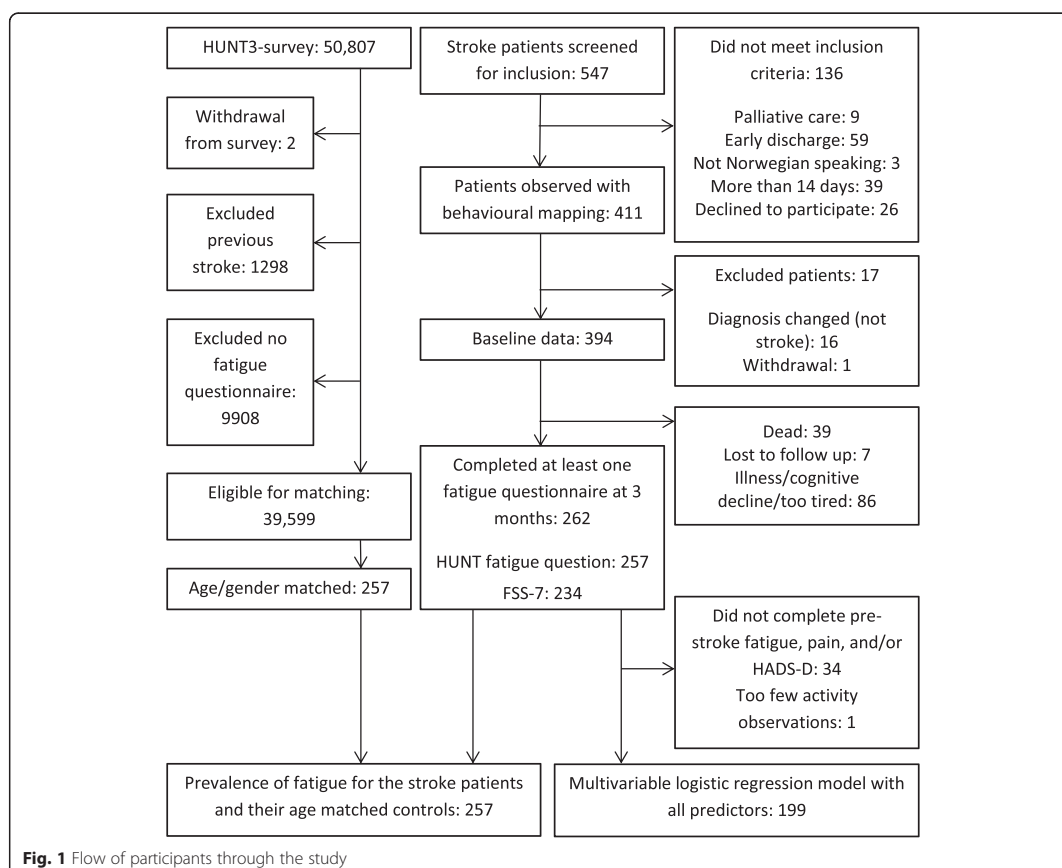 HUNT3-survey: 50,807
Withdrawal
from survey: 2
Excluded
previous
stroke: 1298
Excluded no
fatigue
questionnaire:
9908
Eligible for matching:
39,599
Age/gender matched: 257
Stroke patients screened
for inclusion: 547
Patients observed with
behavioural mapping: 411
Baseline data: 394
Completed at least one
fatigue questionnaire at 3
months: 262
HUNT fatigue question: 257
FSS-7: 234
Did not meet inclusion
criteria: 136
Palliative care: 9
Early discharge: 59
Not Norwegian speaking: 3
More than 14 days: 39
Declined to participate: 26
Excluded patients: 17
Diagnosis changed (not
stroke): 16
Withdrawal: 1
Dead: 39
Lost to follow up: 7
Illness/cognitive
decline/too tired: 86
Did not complete pre-
stroke fatigue, pain, and/or
HADS-D: 34
Too few activity
observations: 1
Prevalence of fatigue for the stroke patients
and their age matched controls: 257
Multivariable logistic regression model with
all predictors: 199
Fig. 1 Flow of participants through the study